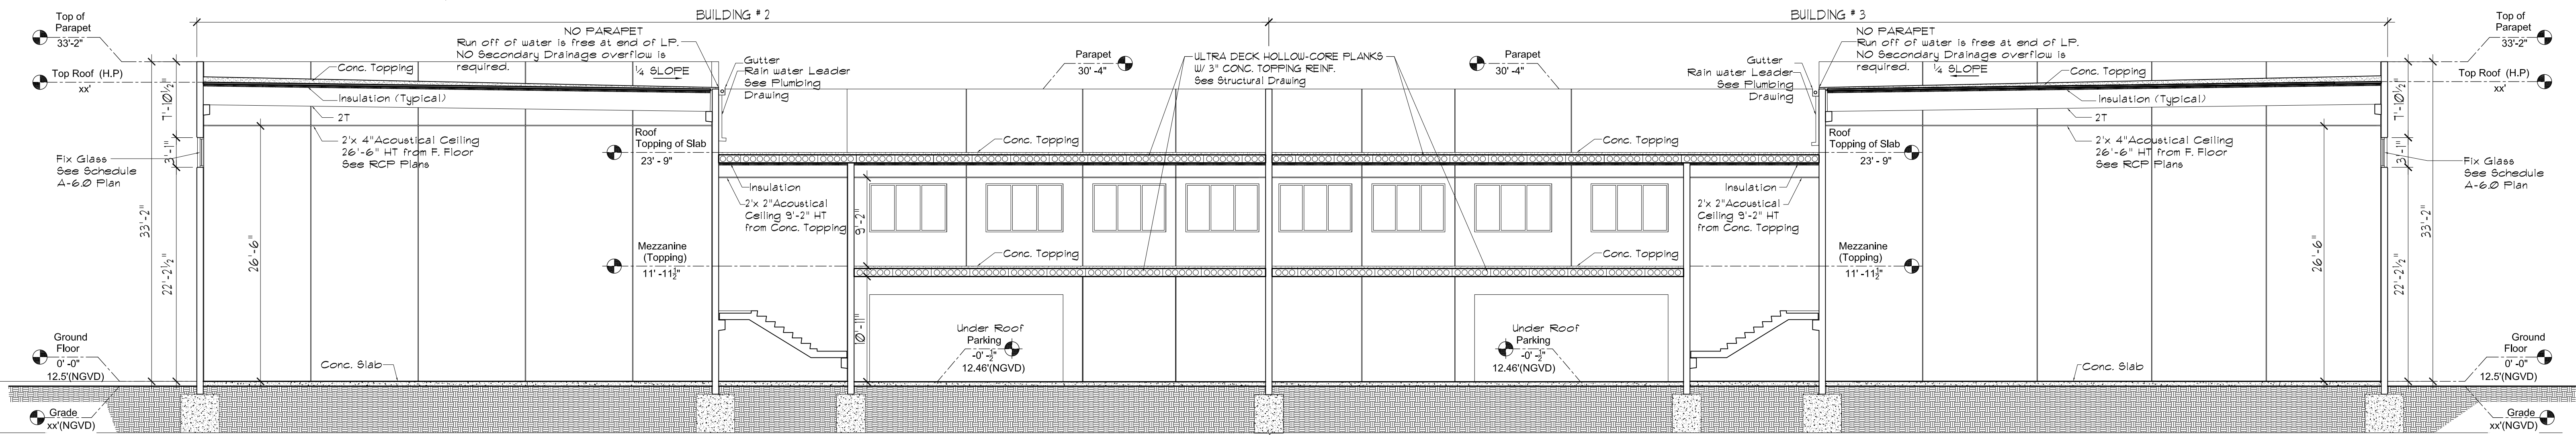 BUILDING # 2
BUILDING # 3
Top of
Parapet
33'-2"
Top Roof (H.P)
xx'
NO PARAPET
Run off of water is free at end of LP.
NO Secondary Drainage overflow is
required.
Conc. Topping
1/4 SLOPE
Insulation (Typical)
2T
2'x 4"Acoustical Ceiling
26'-6" HT from F. Floor
See RCP Plans
Fix Glass
See Schedule
A-6.0 Plan
7'-10½"
3'-1"
33'-2"
22'-2½"
26'-6"
Gutter
Rain water Leader
See Plumbing
Drawing
Roof
Topping of Slab
23' - 9"
Insulation
2'x 2"Acoustical
Ceiling 9'-2" HT
from Conc. Topping
9'-2"
Mezzanine
(Topping)
11' -11½"
10'-11"
Ground
Floor
0' -0"
12.5'(NGVD)
Grade
xx'(NGVD)
Conc. Slab
Parapet
30' -4"
ULTRA DECK HOLLOW-CORE PLANKS
W/ 3" CONC. TOPPING REINF.
See Structural Drawing
Parapet
30' -4"
Conc. Topping
Conc. Topping
Conc. Topping
Conc. Topping
Under Roof
Parking
-0' -½"
12.46'(NGVD)
Under Roof
Parking
-0' -½"
12.46'(NGVD)
Gutter
Rain water Leader
See Plumbing
Drawing
NO PARAPET
Run off of water is free at end of LP.
NO Secondary Drainage overflow is
required.
1/4 SLOPE
Conc. Topping
Insulation (Typical)
2T
2'x 4"Acoustical Ceiling
26'-6" HT from F. Floor
See RCP Plans
Roof
Topping of Slab
23' - 9"
Insulation
2'x 2"Acoustical
Ceiling 9'-2" HT
from Conc. Topping
Mezzanine
(Topping)
11' -11½"
Conc. Slab
26'-6"
7'-10½"
3'-1"
22'-2½"
33'-2"
Top of
Parapet
33'-2"
Top Roof (H.P)
xx'
Fix Glass
See Schedule
A-6.0 Plan
Ground
Floor
0' -0"
12.5'(NGVD)
Grade
xx'(NGVD)